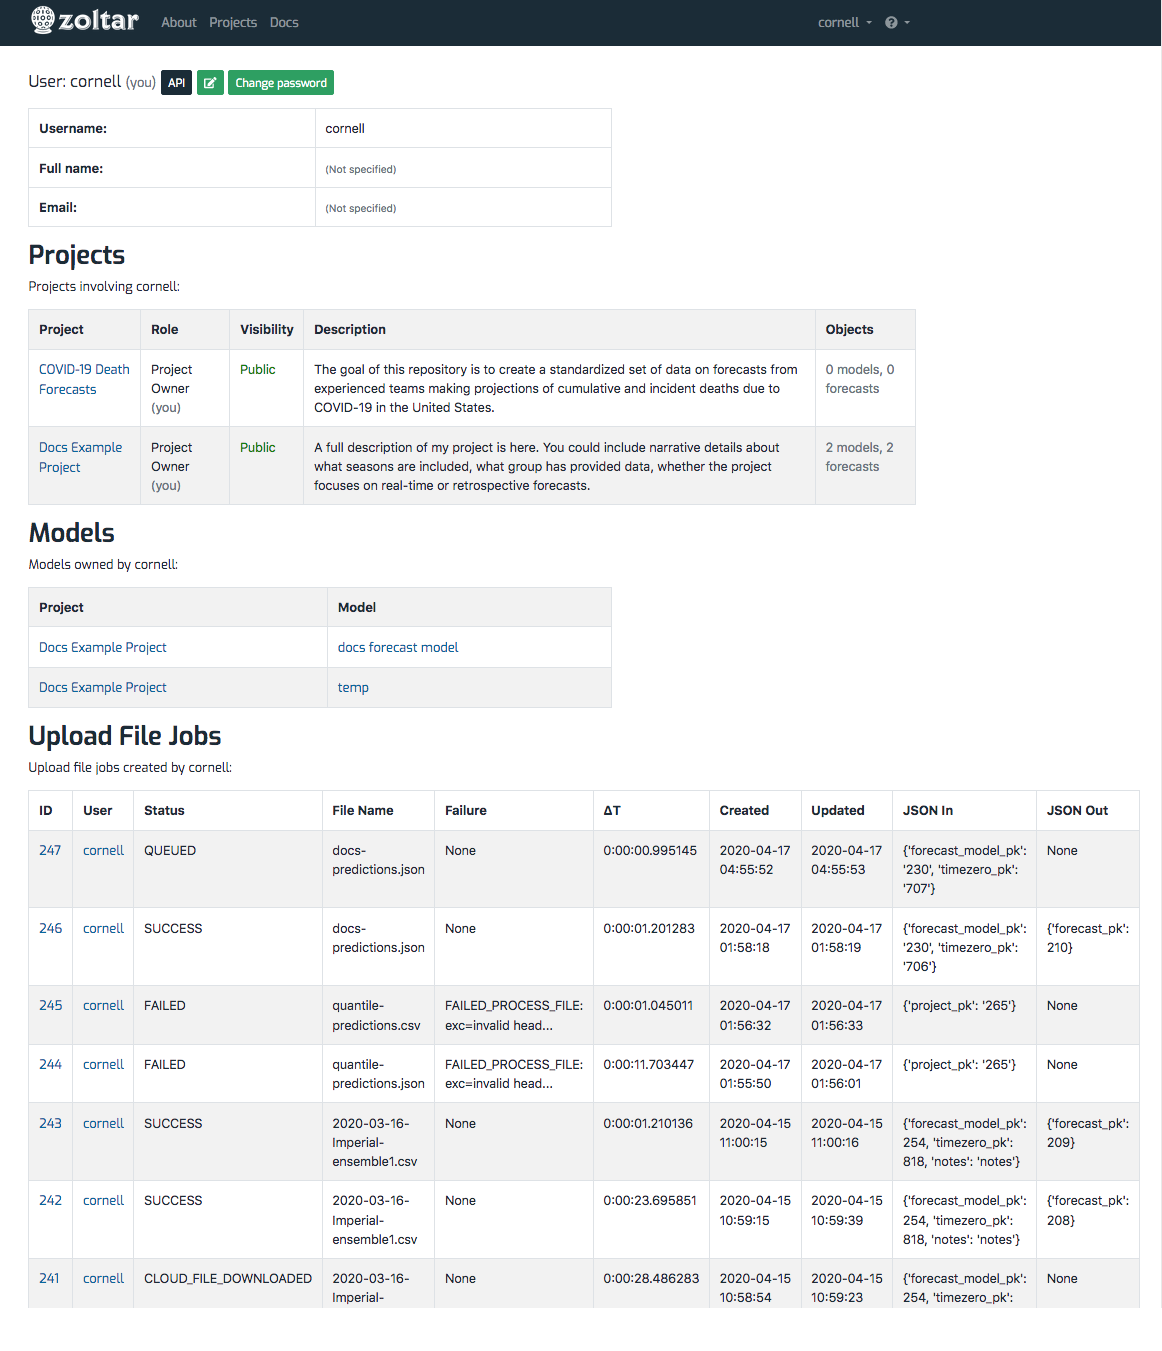 zoltar About Projects Docs cornell
User: cornell (you) API Change password
Username: cornell
Full name: (Not specified)
Email: (Not specified)
Projects
Projects involving cornell:
Project Role Visibility Description Objects
COVID-19 Death Project Public The goal of this repository is to create a standardized set of data on forecasts from 0 models, 0
Forecasts Owner experienced teams making projections of cumulative and incident deaths due to forecasts
(you) COVID-19 in the United States.
Docs Example Project Public A full description of my project is here. You could include narrative details about 2 models, 2
Project Owner what seasons are included, what group has provided data, whether the project forecasts
(you) focuses on real-time or retrospective forecasts.
Models
Models owned by cornell:
Project Model
Docs Example Project docs forecast model
Docs Example Project temp
Upload File Jobs
Upload file jobs created by cornell:
ID User Status File Name Failure ΔT Created Updated JSON In JSON Out
247 cornell QUEUED docs- None 0:00:00.995145 2020-04-17 2020-04-17 {'forecast_model_pk': None
predictions.json 04:55:52 04:55:53 '230', 'timezero_pk':
'707'}
246 cornell SUCCESS docs- None 0:00:01.201283 2020-04-17 2020-04-17 {'forecast_model_pk': {'forecast_pk':
predictions.json 01:58:18 01:58:19 '230', 'timezero_pk': 210}
'706'}
245 cornell FAILED quantile- FAILED_PROCESS_FILE: 0:00:01.045011 2020-04-17 2020-04-17 {'project_pk': '265'} None
predictions.csv exc=invalid head... 01:56:32 01:56:33
244 cornell FAILED quantile- FAILED_PROCESS_FILE: 0:00:11.703447 2020-04-17 2020-04-17 {'project_pk': '265'} None
predictions.json exc=invalid head... 01:55:50 01:56:01
243 cornell SUCCESS 2020-03-16- None 0:00:01.210136 2020-04-15 2020-04-15 {'forecast_model_pk': {'forecast_pk':
Imperial- 11:00:15 11:00:16 254, 'timezero_pk': 209}
ensemble1.csv 818, 'notes': 'notes'}
242 cornell SUCCESS 2020-03-16- None 0:00:23.695851 2020-04-15 2020-04-15 {'forecast_model_pk': {'forecast_pk':
Imperial- 10:59:15 10:59:39 254, 'timezero_pk': 208}
ensemble1.csv 818, 'notes': 'notes'}
241 cornell CLOUD_FILE_DOWNLOADED 2020-03-16- None 0:00:28.486283 2020-04-15 2020-04-15 {'forecast_model_pk': None
Imperial- 10:58:54 10:59:23 254, 'timezero_pk':